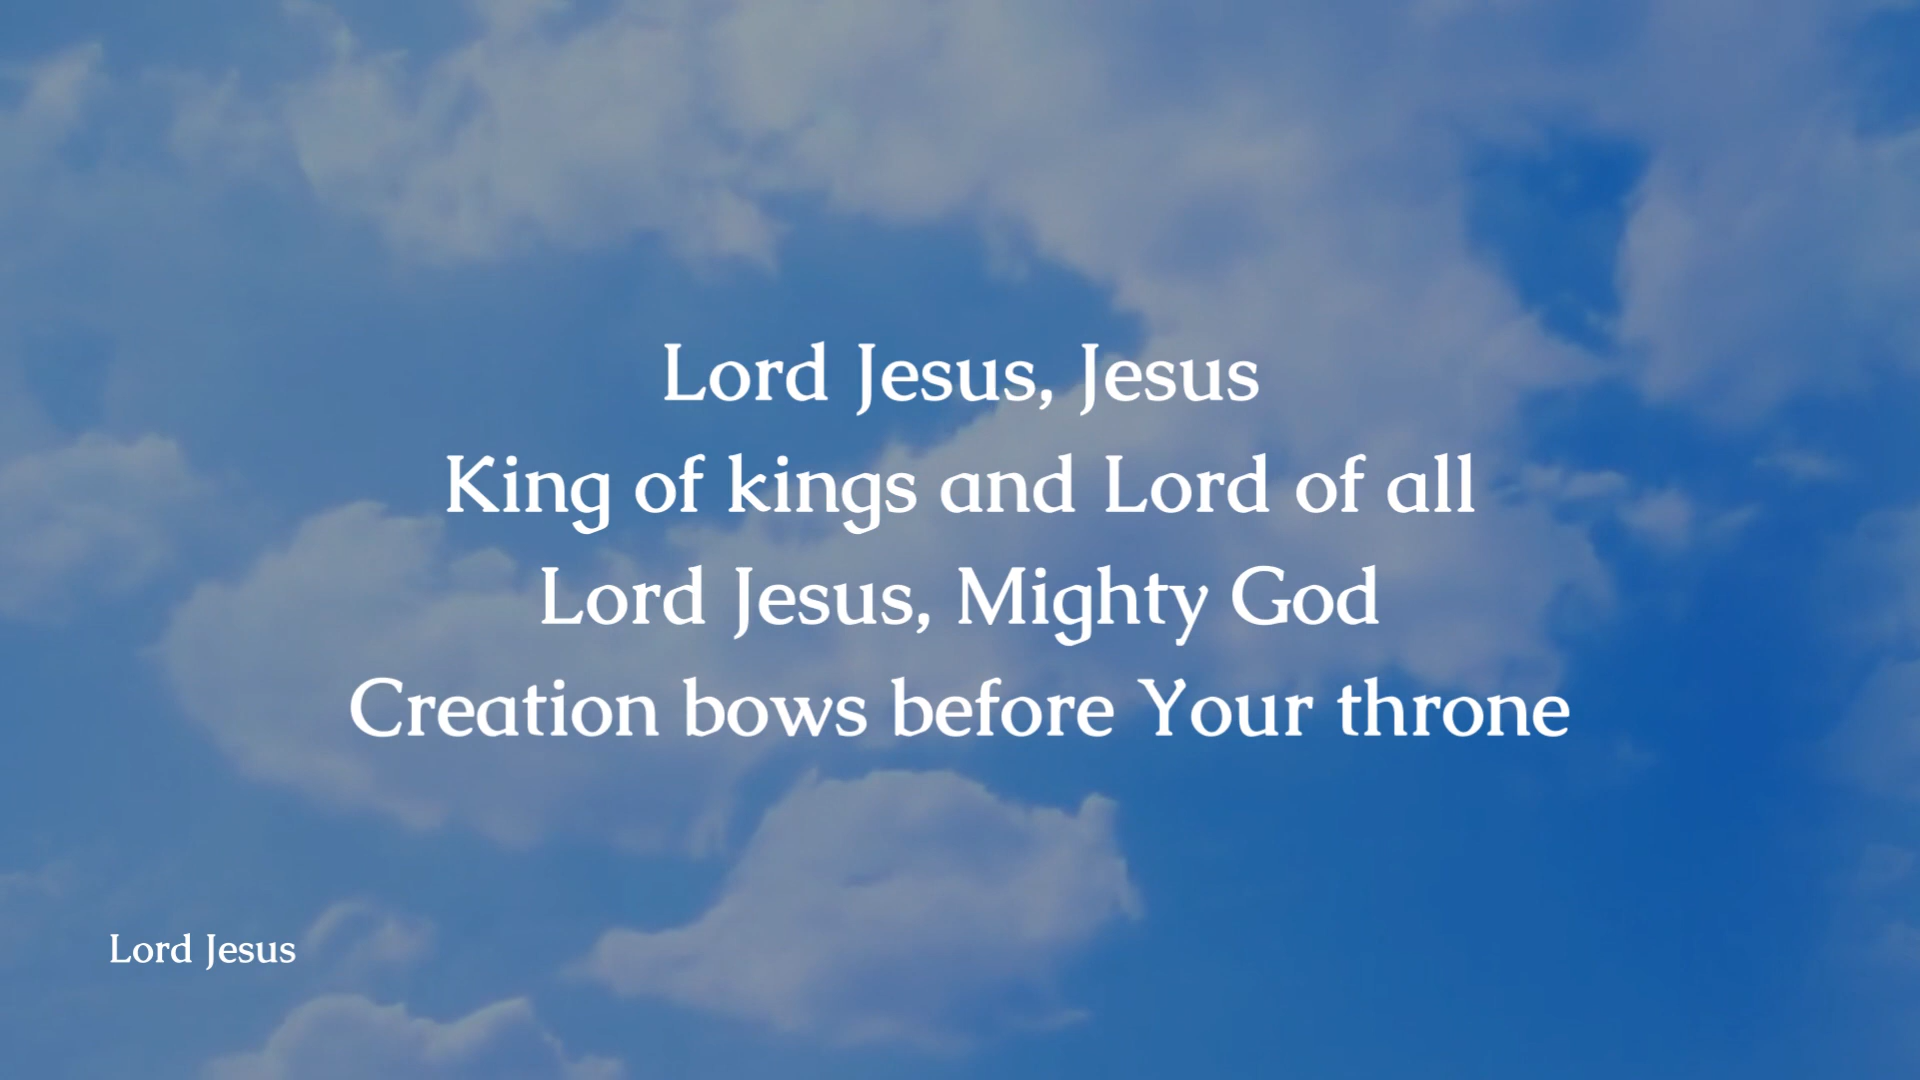 Lord Jesus, Jesus
King of kings and Lord of all
Lord Jesus, Mighty God
Creation bows before Your throne
Lord Jesus